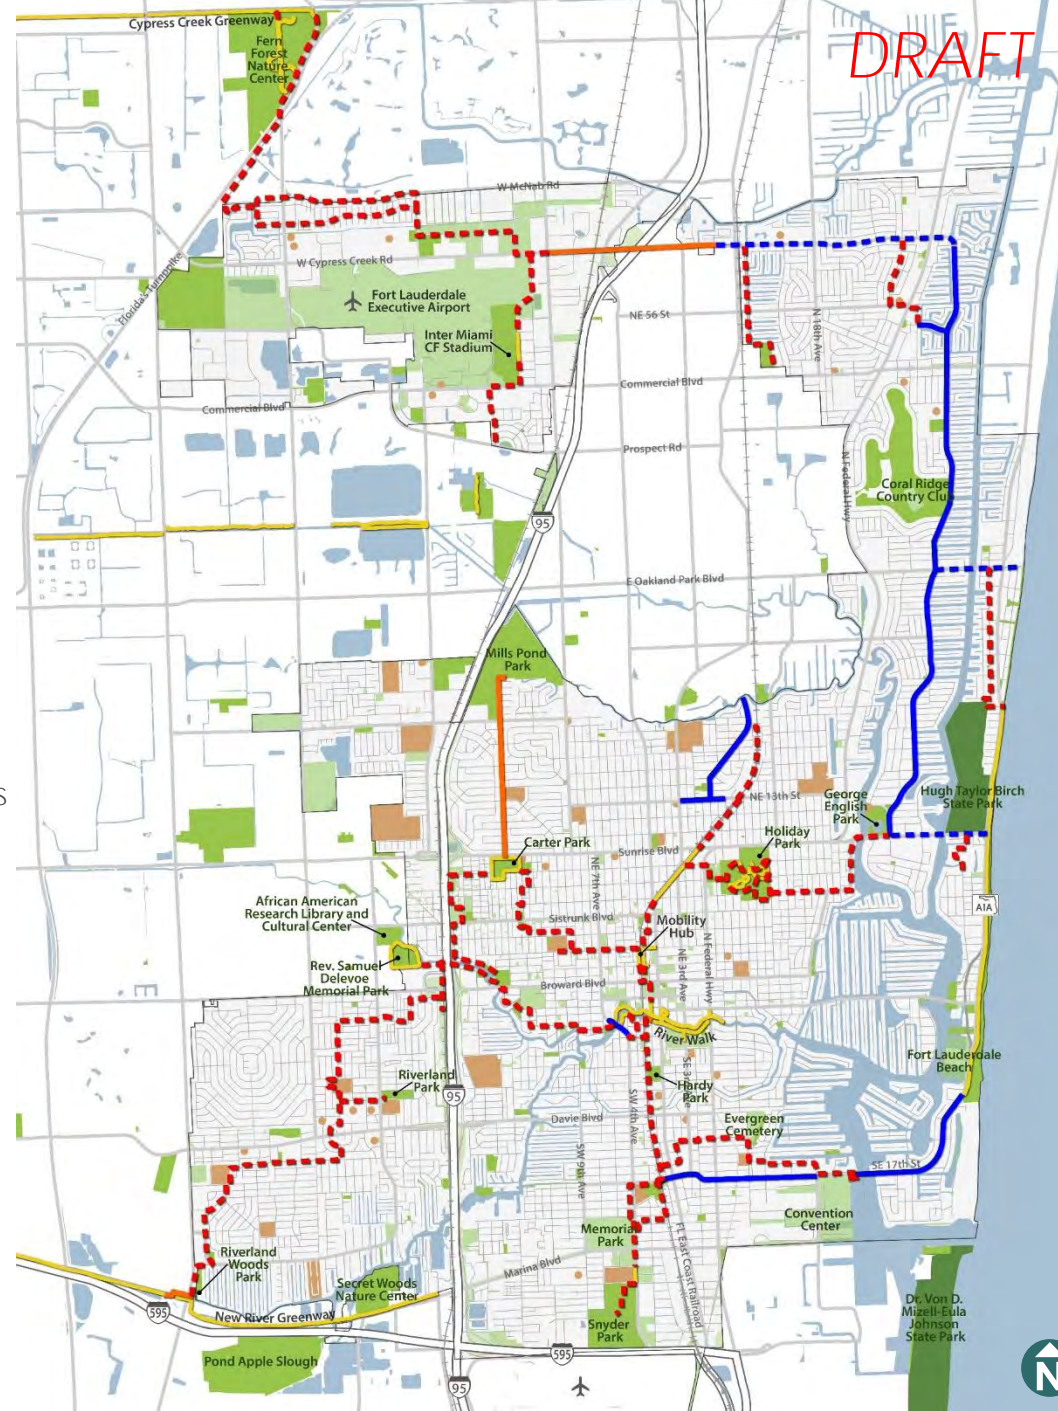 DRAFT
Cypress Creek Greenway
Fern
Forest
Nature
Center
W McNab Rd
W Cypress Creek Rd
Florida's Turnpike
Fort Lauderdale
Executive Airport
NE 56 St
N 18th Ave
Inter Miami
CF Stadium
Commercial Blvd
Commercial Blvd
Prospect Rd
N Federal Hwy
Coral Ridge
Country Clu
95
E Oakland Park Blvd
Mills Pond
Park
S
NE 13th St
George
English
Park
Hugh Taylor Birch
State Park
Holiday
Park
Carter Park
Sunrise Blvd
NE 7th Ave
African American
Research Library and
Cultural Center
Sistrunk Blvd
Mobility
Hub
A1A
NE 3rd Ave
N Federal Hwy
Rev. Samuel
Delevoe
Memorial Park
Broward Blvd
River Walk
Fort Lauderdale
Beach
Riverland
Park
Hardy
Park
95
SW 4th Ave
Davie Blvd
Evergreen
Cemetery
SW 9th Ave
SE 17th St
Convention
Center
Memorial
Park
Riverland
Woods
Park
Marina Blvd
FL East Coast Railroad
Secret Woods
Nature Center
595
New River Greenway
Dr. Von D.
Mizell-Eula
Johnson
State Park
Snyder
Park
Pond Apple Slough
595
95
N